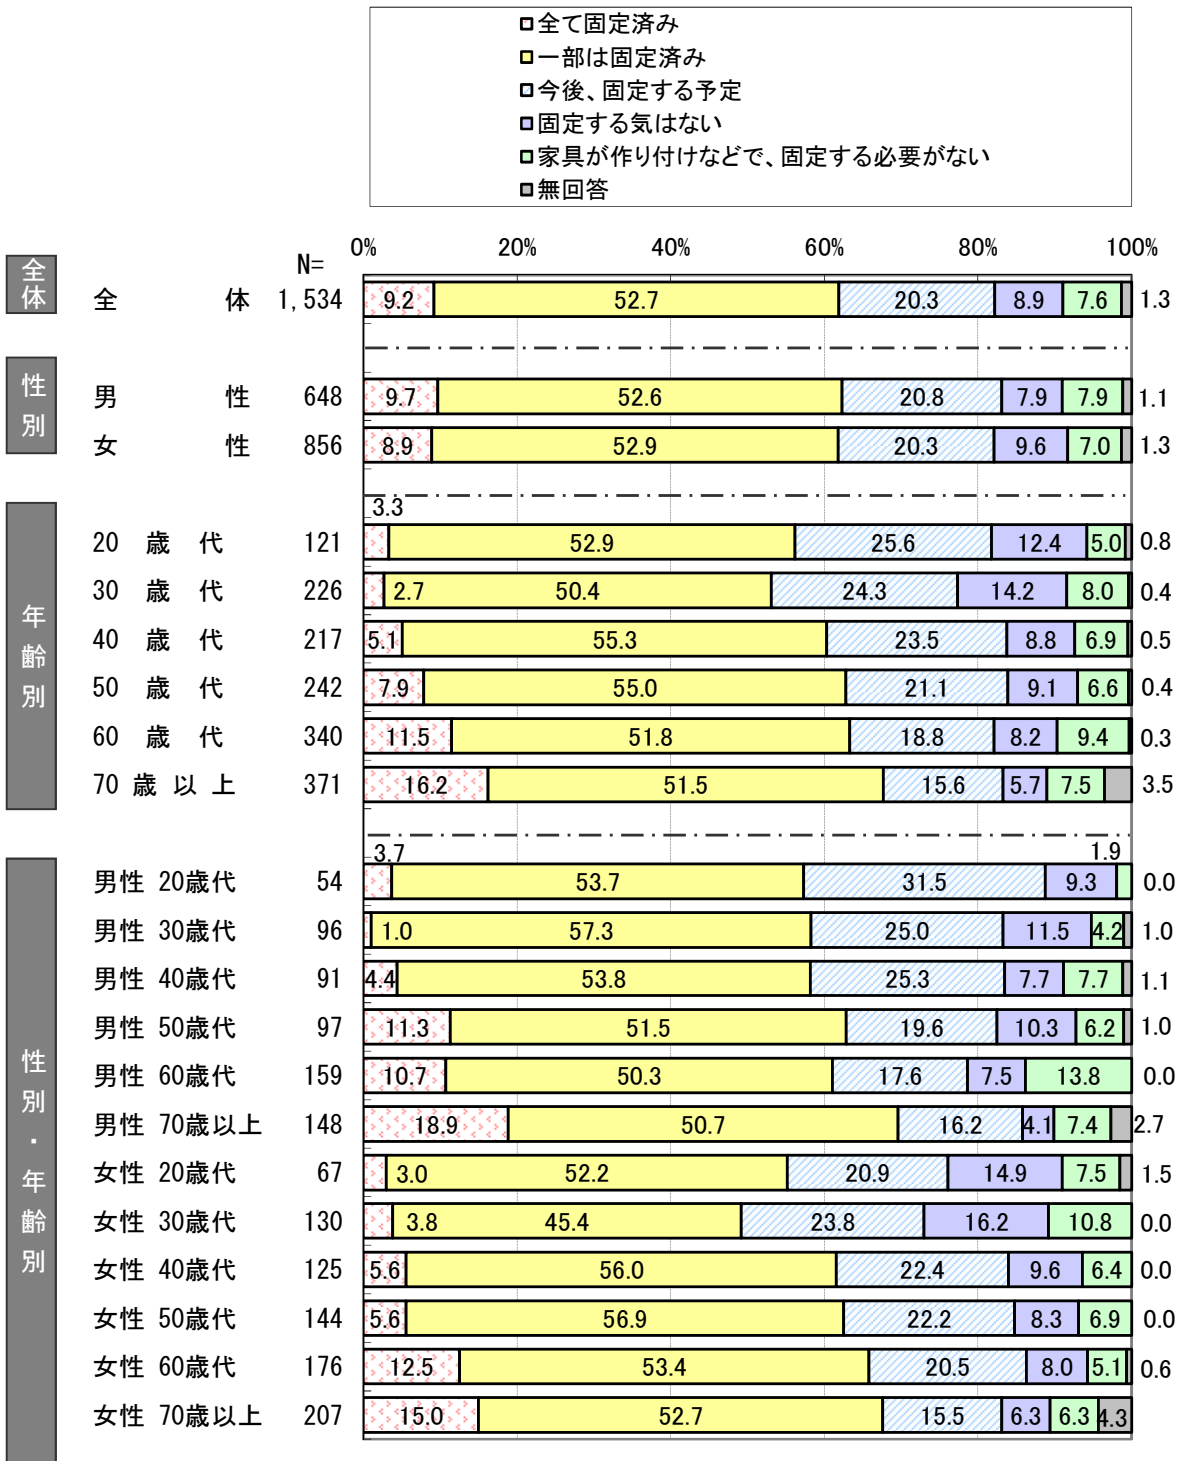 全て固定済み
一部は固定済み
今後、固定する予定
固定する気はない
家具が作り付けなどで、固定する必要がない
無回答
0% 20% 40% 60% 80% 100%
N=
全体
全 体 1,534 9.2 52.7 20.3 8.9 7.6 1.3
性別
男 性 648 9.7 52.6 20.8 7.9 7.9 1.1
女 性 856 8.9 52.9 20.3 9.6 7.0 1.3
年齢別
3.3
20 歳 代 121 52.9 25.6 12.4 5.0 0.8
30 歳 代 226 2.7 50.4 24.3 14.2 8.0 0.4
40 歳 代 217 5.1 55.3 23.5 8.8 6.9 0.5
50 歳 代 242 7.9 55.0 21.1 9.1 6.6 0.4
60 歳 代 340 11.5 51.8 18.8 8.2 9.4 0.3
70 歳 以 上 371 16.2 51.5 15.6 5.7 7.5 3.5
性別・年齢別
3.7 1.9
男性 20歳代 54 53.7 31.5 9.3 0.0
男性 30歳代 96 1.0 57.3 25.0 11.5 4.2 1.0
男性 40歳代 91 4.4 53.8 25.3 7.7 7.7 1.1
男性 50歳代 97 11.3 51.5 19.6 10.3 6.2 1.0
男性 60歳代 159 10.7 50.3 17.6 7.5 13.8 0.0
男性 70歳以上 148 18.9 50.7 16.2 4.1 7.4 2.7
女性 20歳代 67 3.0 52.2 20.9 14.9 7.5 1.5
女性 30歳代 130 3.8 45.4 23.8 16.2 10.8 0.0
女性 40歳代 125 5.6 56.0 22.4 9.6 6.4 0.0
女性 50歳代 144 5.6 56.9 22.2 8.3 6.9 0.0
女性 60歳代 176 12.5 53.4 20.5 8.0 5.1 0.6
女性 70歳以上 207 15.0 52.7 15.5 6.3 6.3 4.3